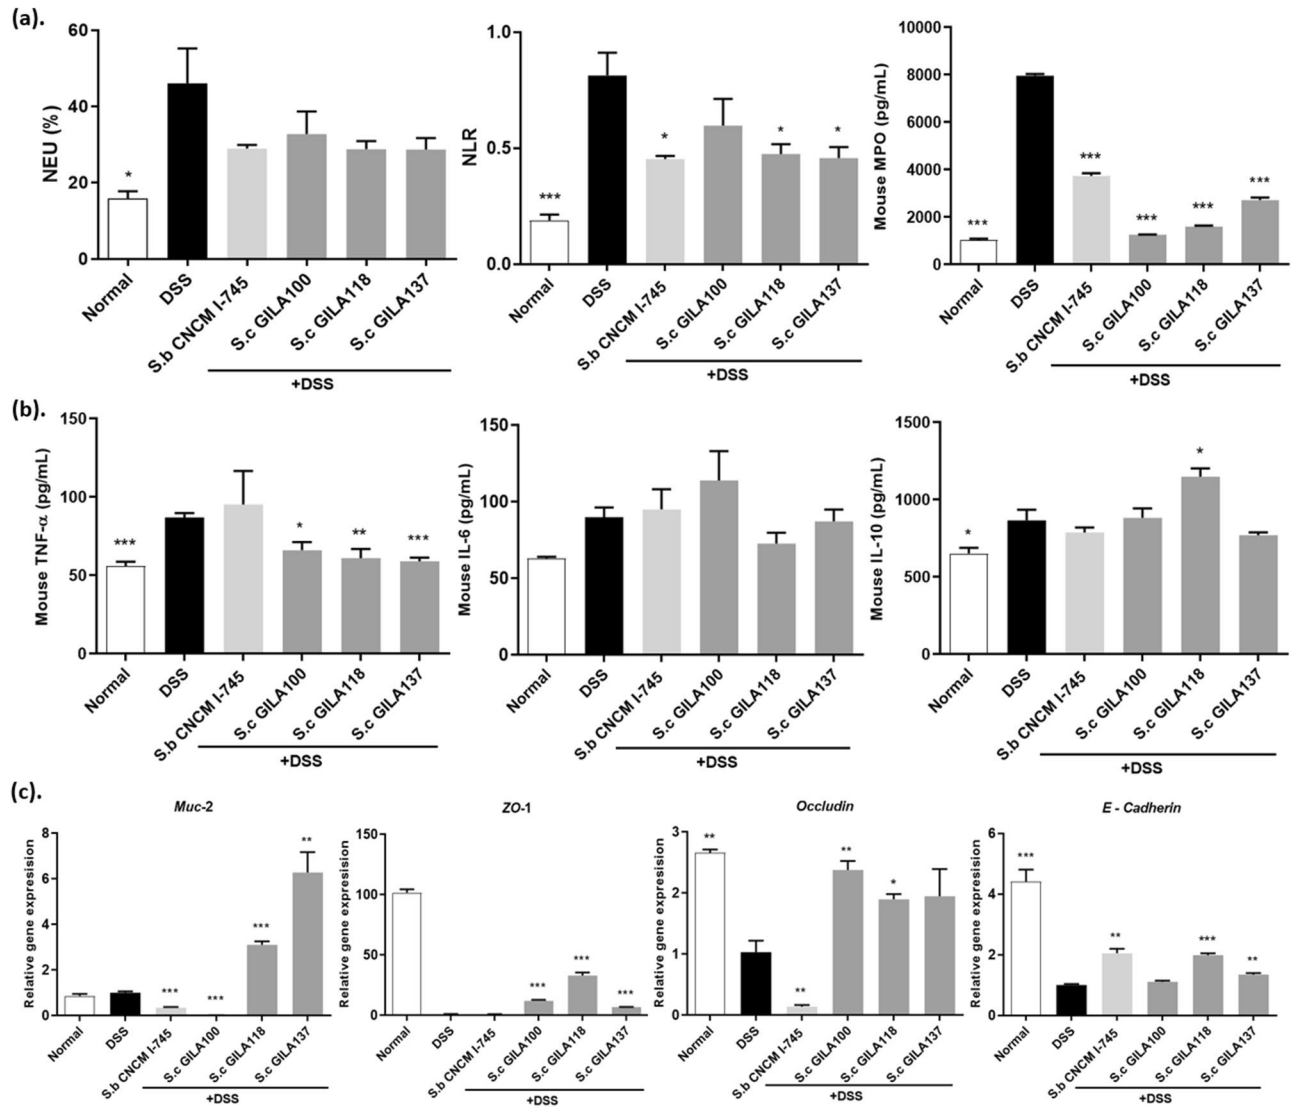 (a).
NEU (%)
60
40
20
0
*
Normal
DSS
S.b CNCM I-745
S.c GILA100
S.c GILA118
S.c GILA137
+DSS
NLR
1.0
0.5
0.0
***
*
*
*
Normal
DSS
S.b CNCM I-745
S.c GILA100
S.c GILA118
S.c GILA137
+DSS
Mouse MPO (pg/mL)
10000
8000
6000
4000
2000
0
***
***
***
***
***
Normal
DSS
S.b CNCM I-745
S.c GILA100
S.c GILA118
S.c GILA137
+DSS
(b).
Mouse TNF-α (pg/mL)
150
100
50
0
***
*
**
***
Normal
DSS
S.b CNCM I-745
S.c GILA100
S.c GILA118
S.c GILA137
+DSS
Mouse IL-6 (pg/mL)
150
100
50
0
Normal
DSS
S.b CNCM I-745
S.c GILA100
S.c GILA118
S.c GILA137
+DSS
Mouse IL-10 (pg/mL)
1500
1000
500
0
*
*
Normal
DSS
S.b CNCM I-745
S.c GILA100
S.c GILA118
S.c GILA137
+DSS
(c).
Muc-2
Relative gene expresision
8
6
4
2
0
***
***
***
**
Normal
DSS
S.b CNCM I-745
S.c GILA100
S.c GILA118
S.c GILA137
+DSS
ZO-1
Relative gene expresision
150
100
50
0
***
***
***
Normal
DSS
S.b CNCM I-745
S.c GILA100
S.c GILA118
S.c GILA137
+DSS
Occludin
Relative gene expresision
3
2
1
0
**
**
**
*
Normal
DSS
S.b CNCM I-745
S.c GILA100
S.c GILA118
S.c GILA137
+DSS
E - Cadherin
Relative gene expresision
6
4
2
0
***
**
***
**
Normal
DSS
S.b CNCM I-745
S.c GILA100
S.c GILA118
S.c GILA137
+DSS